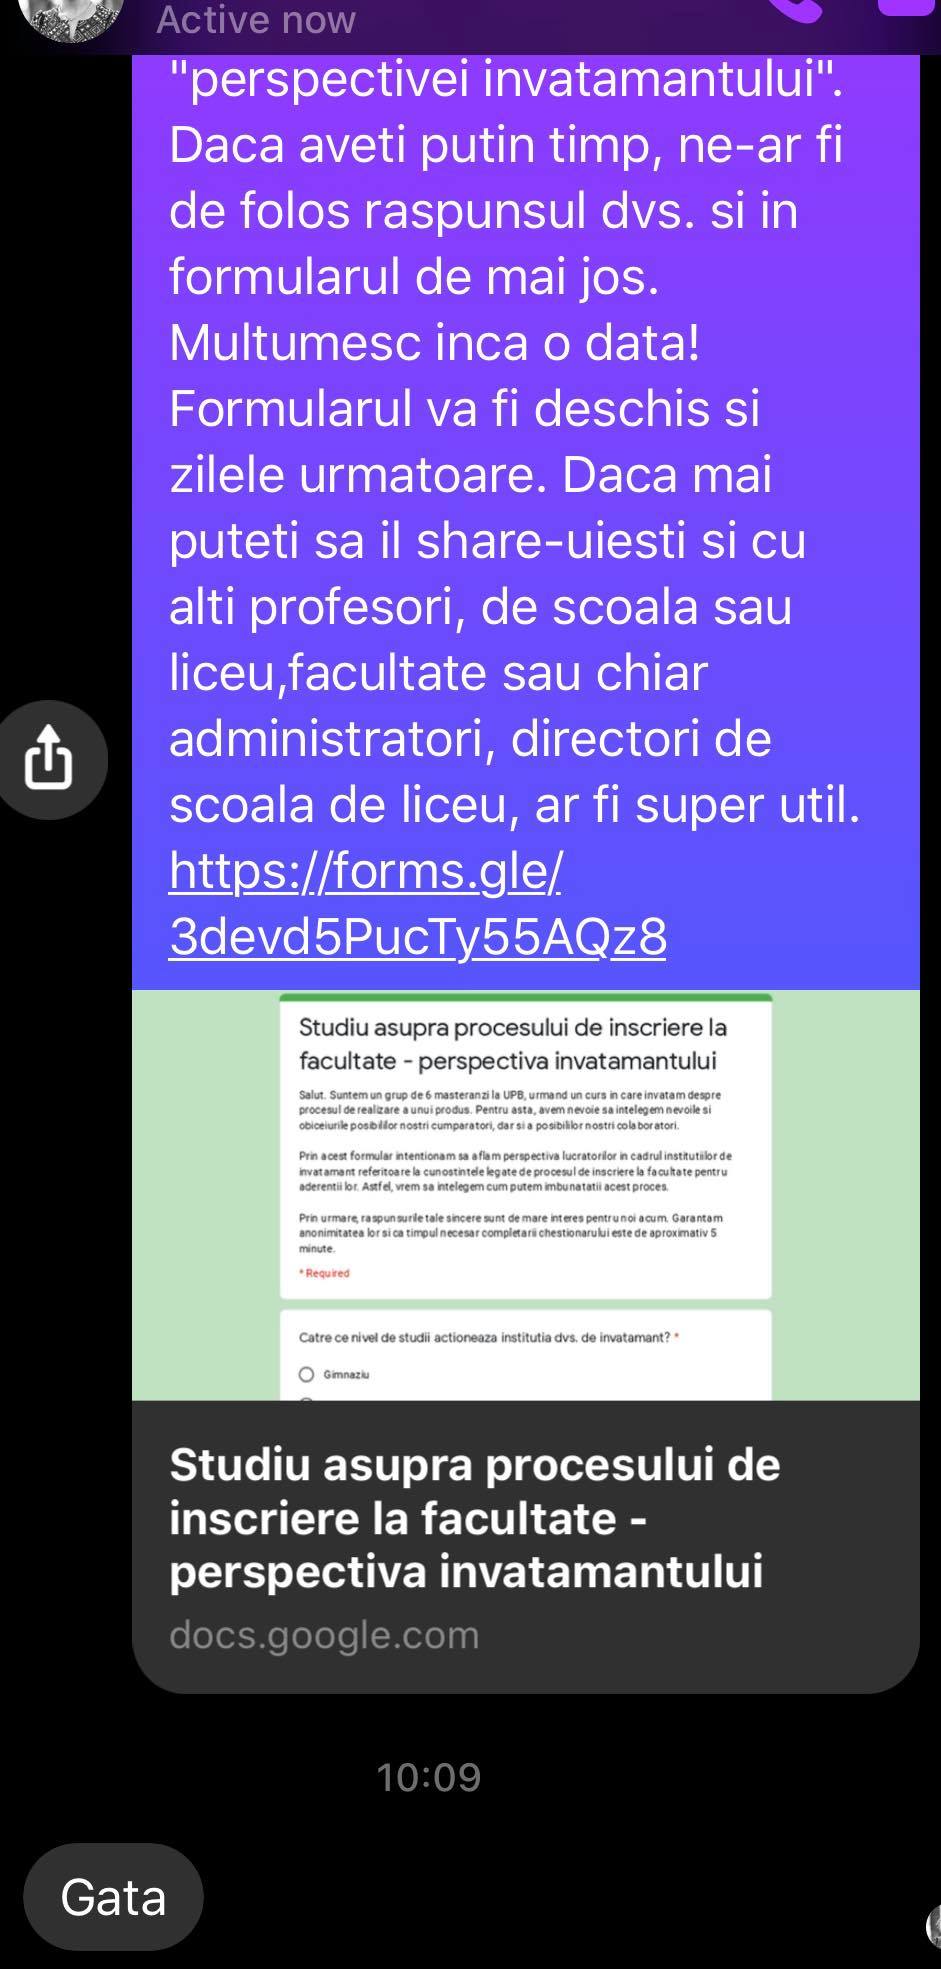 Active now
"perspectivei invatamantului".
Daca aveti putin timp, ne-ar fi
de folos raspunsul dvs. si in
formularul de mai jos.
Multumesc inca o data!
Formularul va fi deschis si
zilele urmatoare. Daca mai
puteti sa il share-uiesti si cu
alti profesori, de scoala sau
liceu,facultate sau chiar
administratori, directori de
scoala de liceu, ar fi super util.
https://forms.gle/
3devd5PucTy55AQz8
Studiu asupra procesului de inscriere la
facultate - perspectiva invatamantului
Salut. Suntem un grup de 6 masteranzi la UPB, urmand un curs in care invatam despre
procesul de realizare a unui produs. Pentru asta, avem nevoie sa intelegem nevoile si
obiceiurile posibililor nostri cumparatori, dar si a posibililor nostri colaboratori.
Prin acest formular intentionam sa aflam perspectiva lucratorilor in cadrul institutiilor de
invatamant referitoare la cunostintele legate de procesul de inscriere la facultate pentru
aderentii lor. Astfel, vrem sa intelegem cum putem imbunatatii acest proces.
Prin urmare, raspunsurile tale sincere sunt de mare interes pentru noi acum. Garantam
anonimitatea lor si ca timpul necesar completarii chestionarului este de aproximativ 5
minute.
* Required
Catre ce nivel de studii actioneaza institutia dvs. de invatamant? *
Gimnaziu
Studiu asupra procesului de
inscriere la facultate -
perspectiva invatamantului
docs.google.com
10:09
Gata